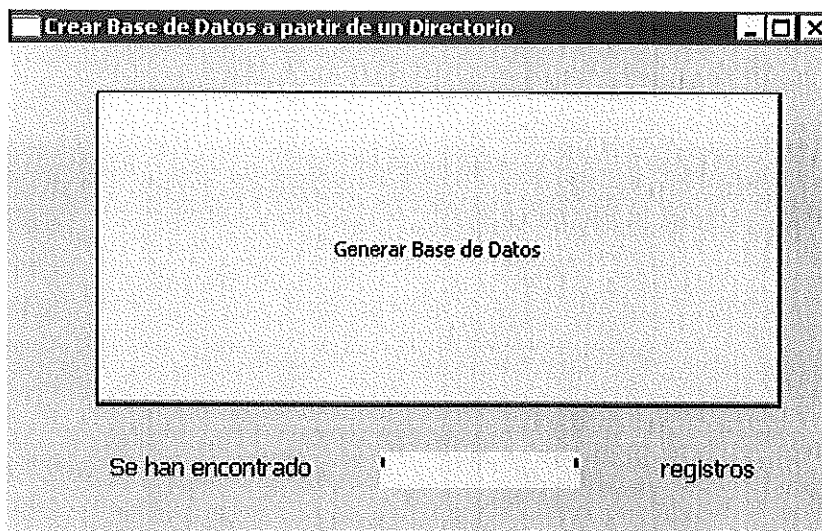 Crear Base de Datos a partir de un Directorio
Generar Base de Datos
Se han encontrado registros